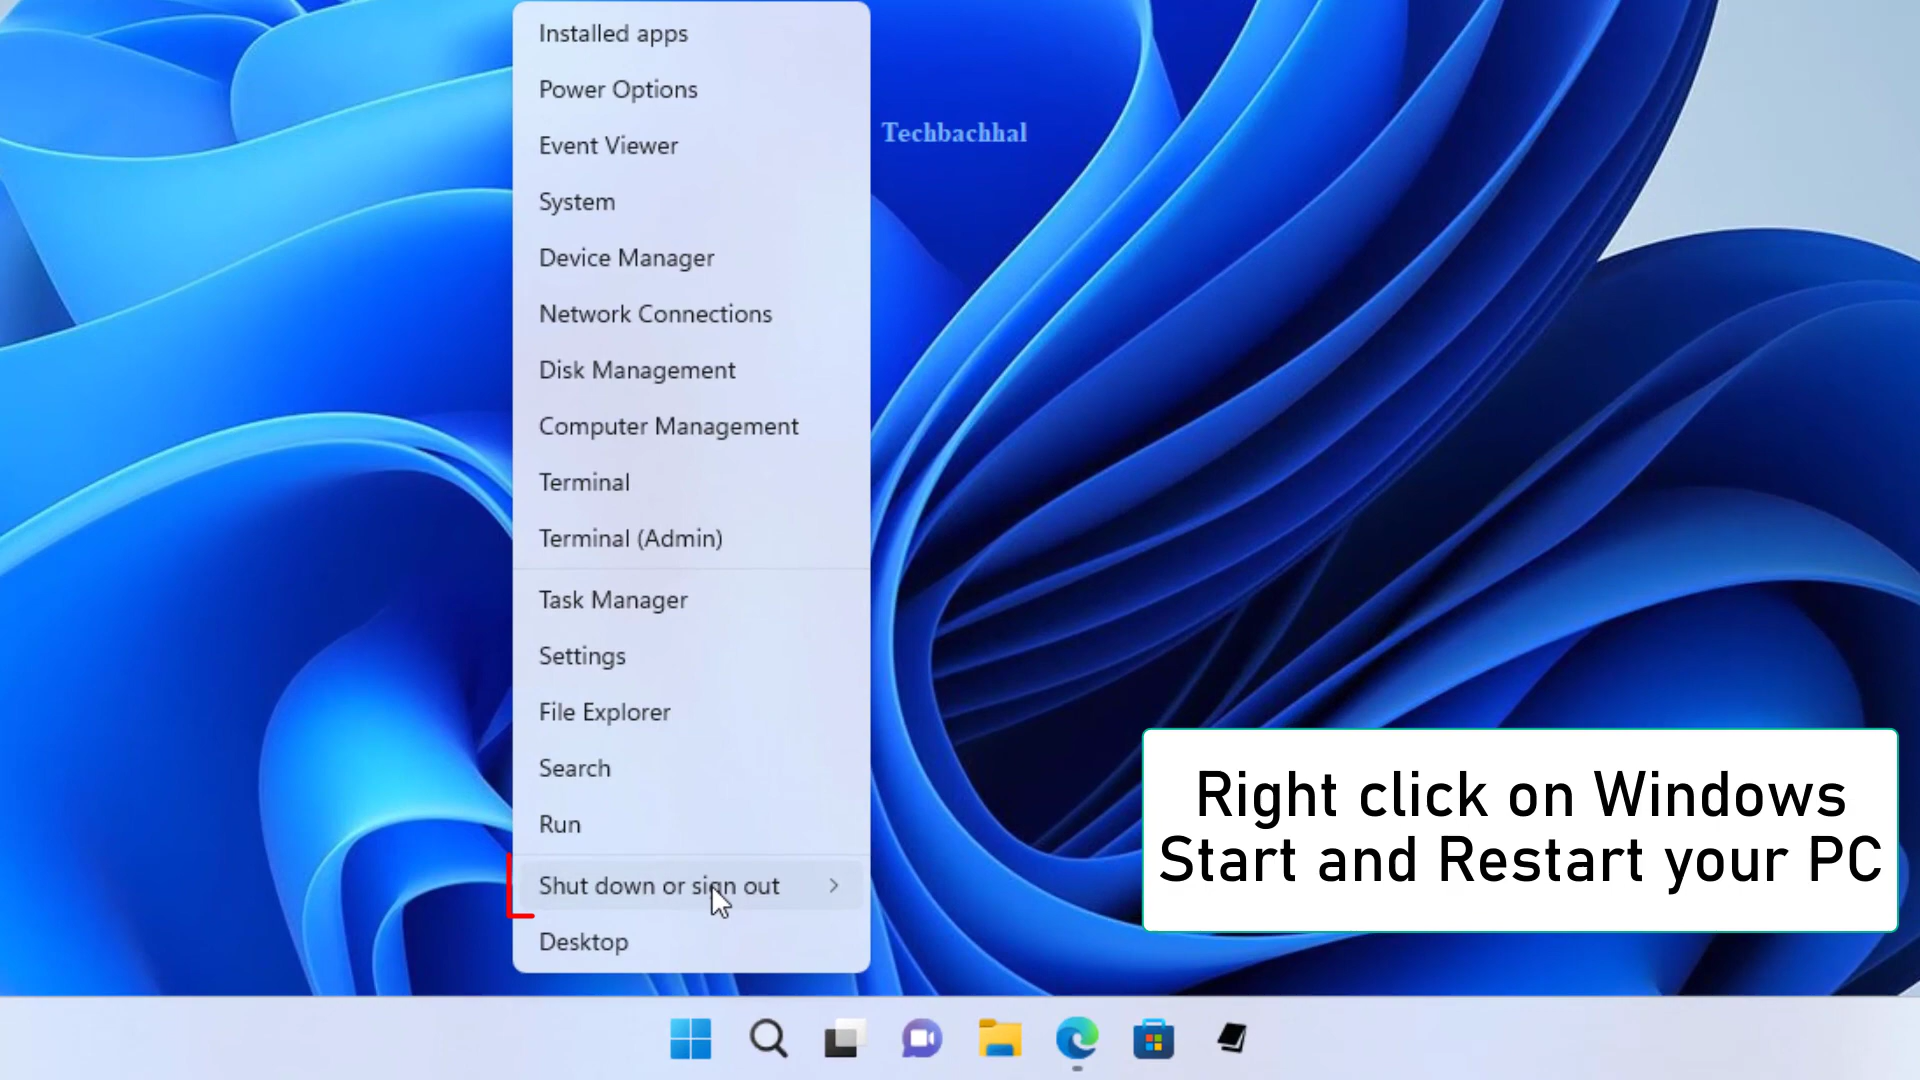 Installed apps
Power Options
Event Viewer
System
Device Manager
Network Connections
Disk Management
Computer Management
Terminal
Terminal (Admin)
Task Manager
Settings
File Explorer
Search
Run
Shut down or sign out
Desktop
Techbachhal
Right click on Windows
Start and Restart your PC